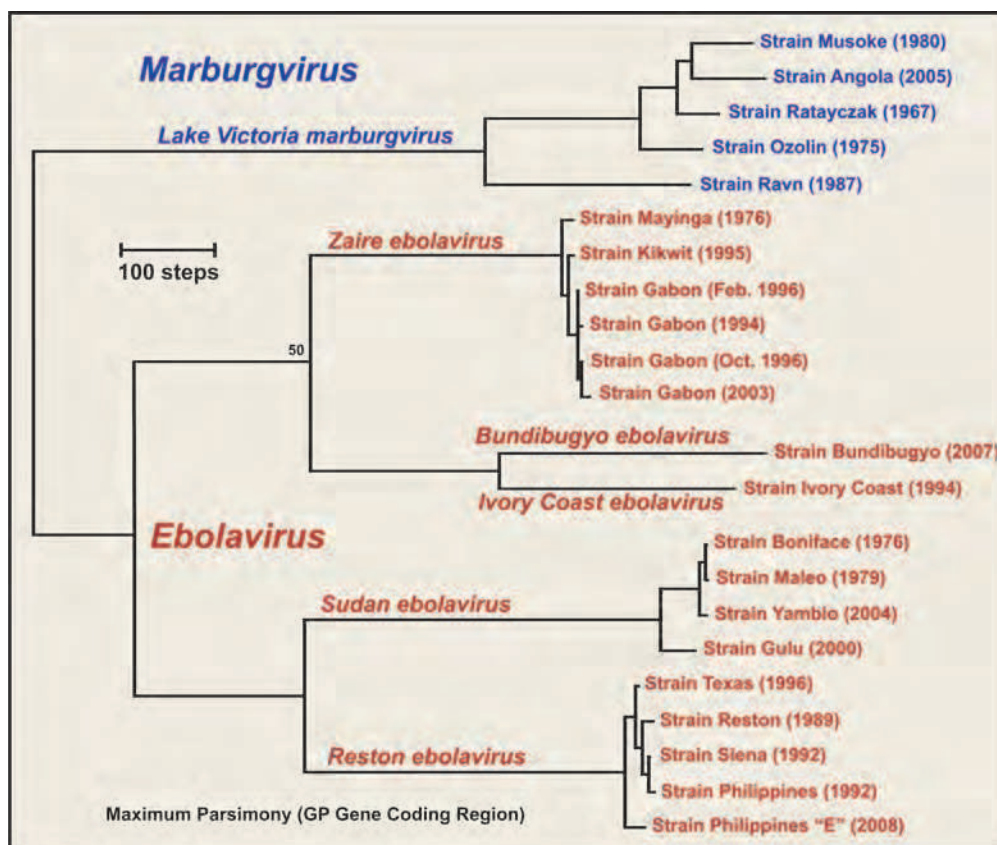 Strain Musoke (1980)
Marburgvirus
Strain Angola (2005)
Strain Ratayczak (1967)
Lake Victoria marburgvirus
Strain Ozolin (1975)
Strain Ravn (1987)
Strain Mayinga (1976)
Zaire ebolavirus
Strain Kikwit (1995)
100 steps
Strain Gabon (Feb. 1996)
Strain Gabon (1994)
50
Strain Gabon (Oct. 1996)
Strain Gabon (2003)
Bundibugyo ebolavirus
Strain Bundibugyo (2007)
Strain Ivory Coast (1994)
Ivory Coast ebolavirus
Ebolavirus
Strain Boniface (1976)
Strain Maleo (1979)
Sudan ebolavirus
Strain Yambio (2004)
Strain Gulu (2000)
Strain Texas (1996)
Strain Reston (1989)
Reston ebolavirus
Strain Siena (1992)
Strain Philippines (1992)
Maximum Parsimony (GP Gene Coding Region)
Strain Philippines “E” (2008)